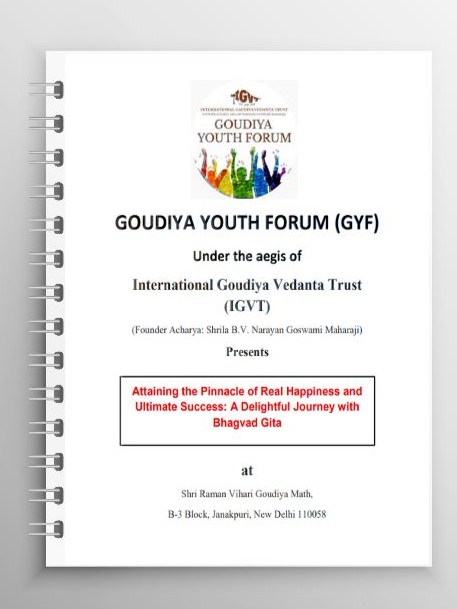 IGVT
INTERNATIONAL GAUDIYA VEDANTA TRUST
GOUDIYA
YOUTH FORUM
GOUDIYA YOUTH FORUM (GYF)
Under the aegis of
International Goudiya Vedanta Trust
(IGVT)
(Founder Acharya: Shrila B.V. Narayan Goswami Maharaji)
Presents
Attaining the Pinnacle of Real Happiness and
Ultimate Success: A Delightful Journey with
Bhagvad Gita
at
Shri Raman Vihari Goudiya Math,
B-3 Block, Janakpuri, New Delhi 110058